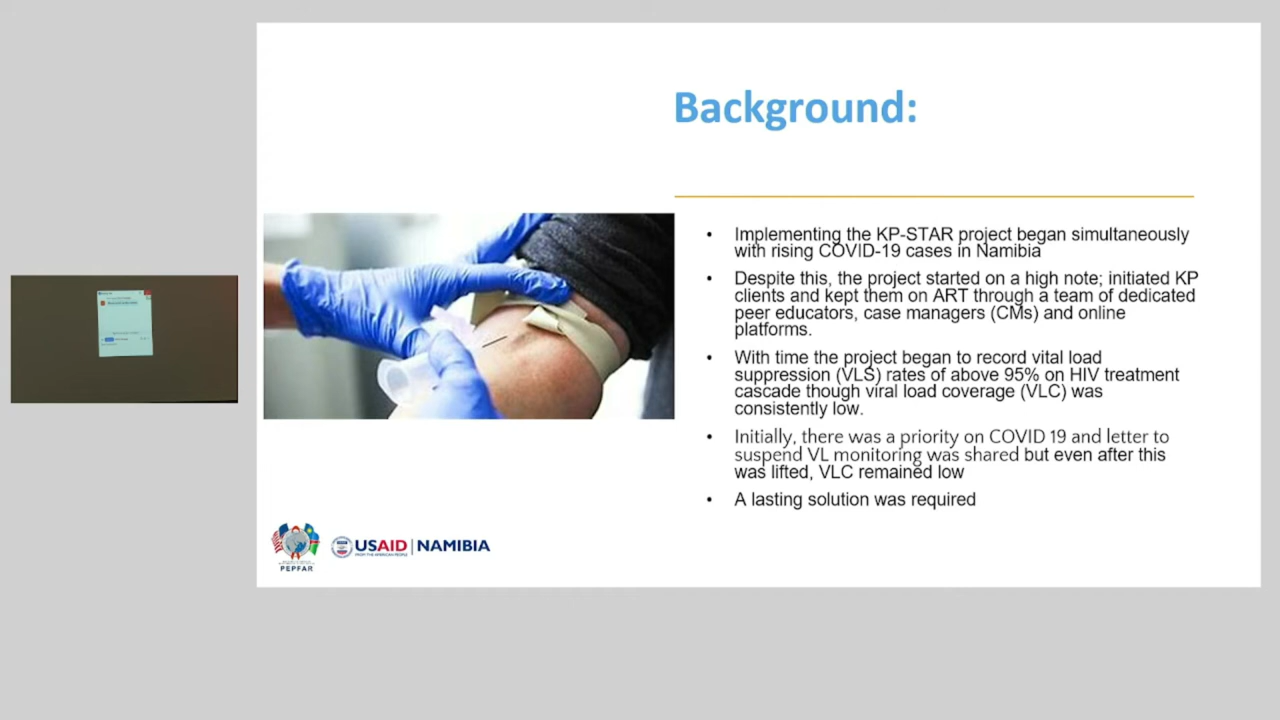 Background:
• Implementing the KP-STAR project began simultaneously
with rising COVID-19 cases in Namibia
• Despite this, the project started on a high note; initiated KP
clients and kept them on ART through a team of dedicated
peer educators, case managers (CMs) and online
platforms.
• With time the project began to record vital load
suppression (VLS) rates of above 95% on HIV treatment
cascade though viral load coverage (VLC) was
consistently low.
• Initially, there was a priority on COVID 19 and letter to
suspend VL monitoring was shared but even after this
was lifted, VLC remained low
• A lasting solution was required
PEPFAR
USAID | NAMIBIA
FROM THE AMERICAN PEOPLE